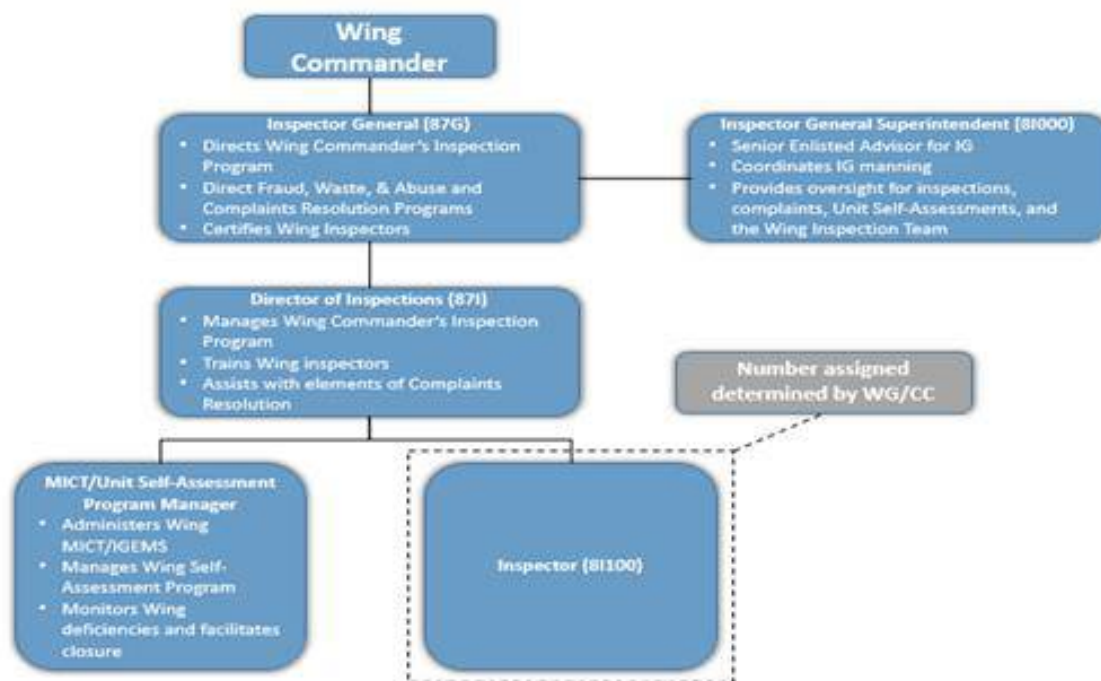 Wing
Commander
Inspector General (87G)
• Directs Wing Commander's Inspection
Program
• Direct Fraud, Waste, & Abuse and
Complaints Resolution Programs
• Certifies Wing Inspectors
Inspector General Superintendent (8I000)
• Senior Enlisted Advisor for IG
• Coordinates IG manning
• Provides oversight for inspections,
complaints, Unit Self-Assessments, and
the Wing Inspection Team
Director of Inspections (87I)
• Manages Wing Commander's Inspection
Program
• Trains Wing inspectors
• Assists with elements of Complaints
Resolution
Number assigned
determined by WG/CC
MICT/Unit Self-Assessment
Program Manager
• Administers Wing
MICT/IGEMS
• Manages Wing Self-
Assessment Program
• Monitors Wing
deficiencies and facilitates
closure
Inspector (8I100)